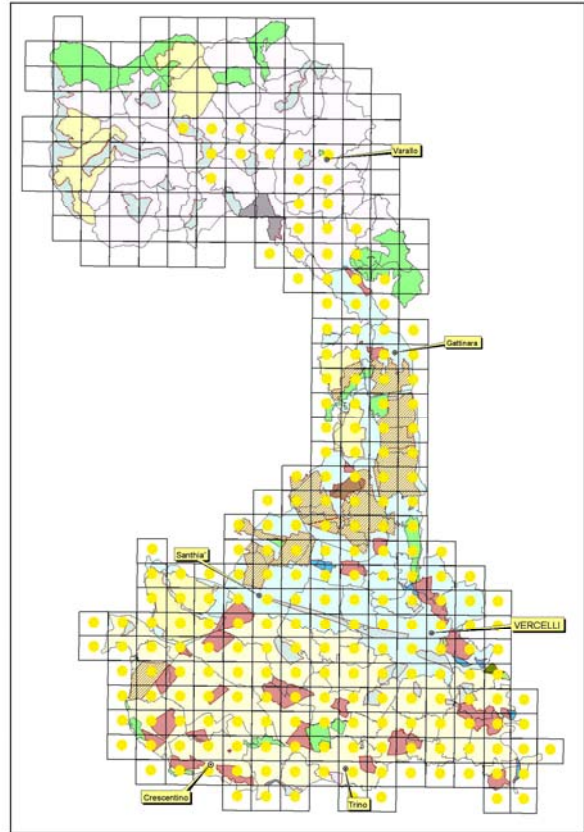 Varallo
Gattinara
Santhia'
VERCELLI
Crescentino
Trino